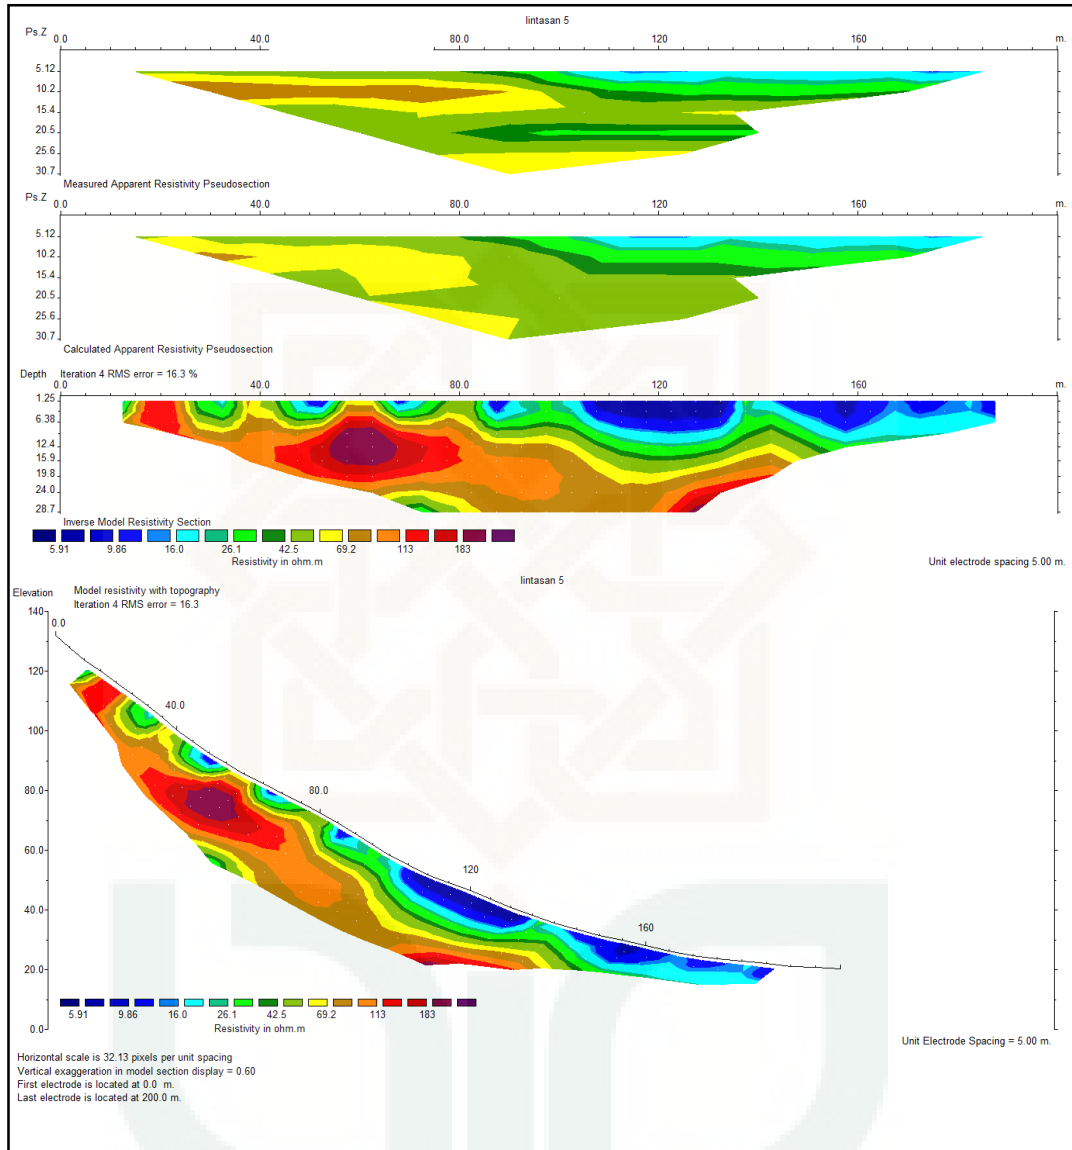 lintasan 5
Ps.Z 0.0 40.0 80.0 120 160 m.
5.12
10.2
15.4
20.5
25.6
30.7
Measured Apparent Resistivity Pseudosection
Ps.Z 0.0 40.0 80.0 120 160 m.
5.12
10.2
15.4
20.5
25.6
30.7
Calculated Apparent Resistivity Pseudosection
Depth Iteration 4 RMS error = 16.3 %
0.0 40.0 80.0 120 160 m.
1.25
6.38
12.4
15.9
19.8
24.0
28.7
Inverse Model Resistivity Section
5.91 9.86 16.0 26.1 42.5 69.2 113 183
Resistivity in ohm.m
Unit electrode spacing 5.00 m.
lintasan 5
Elevation Model resistivity with topography
Iteration 4 RMS error = 16.3
140
0.0
120
40.0
100
80.0
80.0
60.0
120
40.0
160
20.0
0.0
5.91 9.86 16.0 26.1 42.5 69.2 113 183
Resistivity in ohm.m
Unit Electrode Spacing = 5.00 m.
Horizontal scale is 32.13 pixels per unit spacing
Vertical exaggeration in model section display = 0.60
First electrode is located at 0.0 m.
Last electrode is located at 200.0 m.